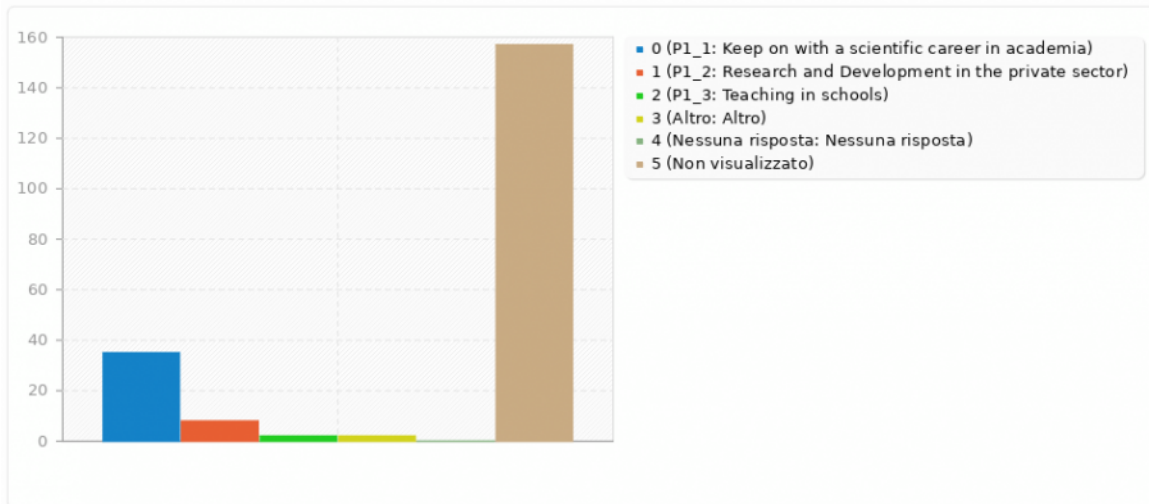 160
140
120
100
80
60
40
20
0
0 (P1_1: Keep on with a scientific career in academia)
1 (P1_2: Research and Development in the private sector)
2 (P1_3: Teaching in schools)
3 (Altro: Altro)
4 (Nessuna risposta: Nessuna risposta)
5 (Non visualizzato)